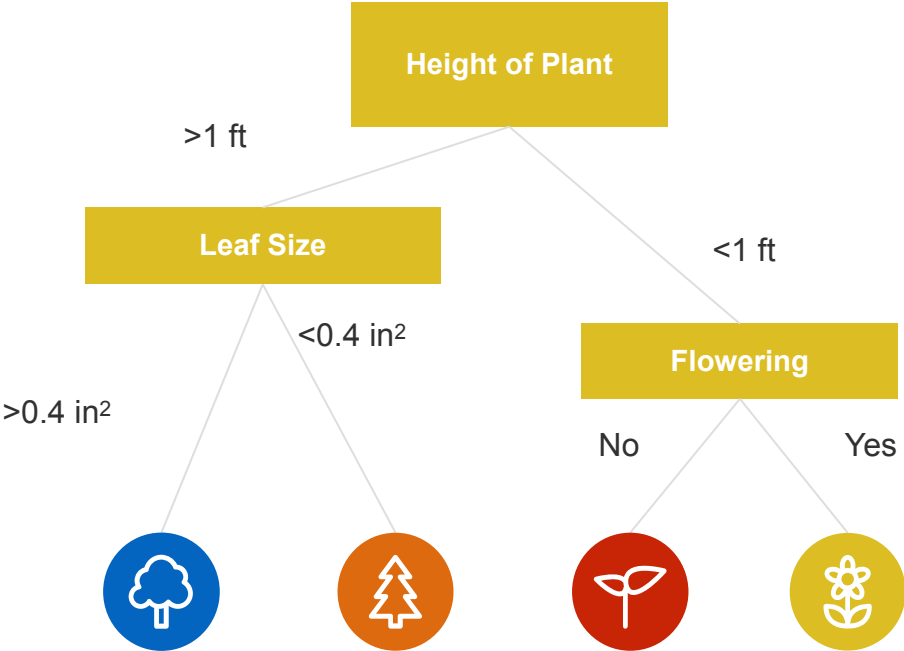 Height of Plant
>1 ft
Leaf Size
<1 ft
<0.4 in²
Flowering
>0.4 in²
No
Yes